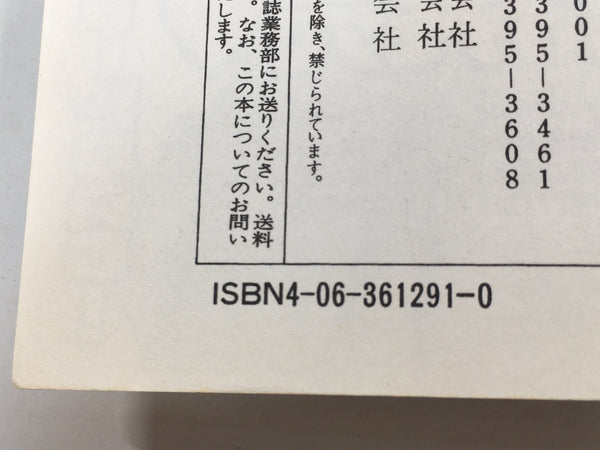 001
395-3461
395-3608
会社
会社
会社
を除き、禁じられています。
誌業務部にお送りください。送料
。なお、この本についてのお問い
します。
ISBN4-06-361291-0